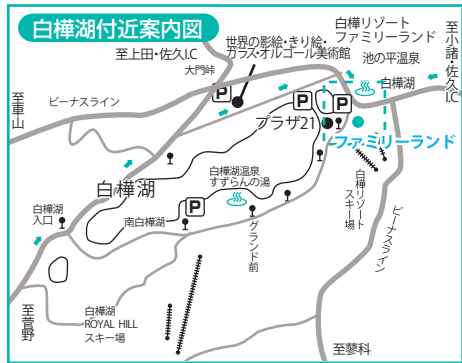 白樺湖付近案内図
世界の影絵・きり絵・
ガラス・オルゴール美術館
白樺リゾート
ファミリーランド
至小諸・佐久I.C
至上田・佐久I.C
大門峠
池の平温泉
白樺湖
P
P
P
ビーナスライン
至車山
プラザ21
ファミリーランド
白樺湖
白樺湖温泉
すずらんの湯
白樺湖
入口
南白樺湖
P
グランド前
白樺リゾート
スキー場
ビーナスライン
白樺湖
ROYAL HILL
スキー場
至菅野
至蓼科